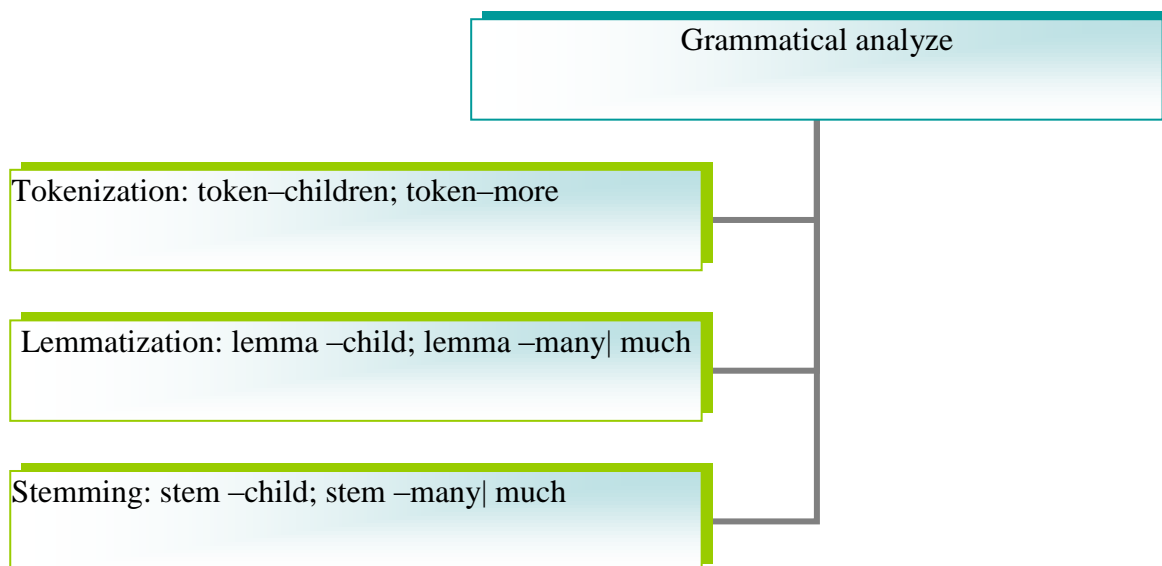 Grammatical analyze
Tokenization: token–children; token–more
Lemmatization: lemma –child; lemma –many| much
Stemming: stem –child; stem –many| much